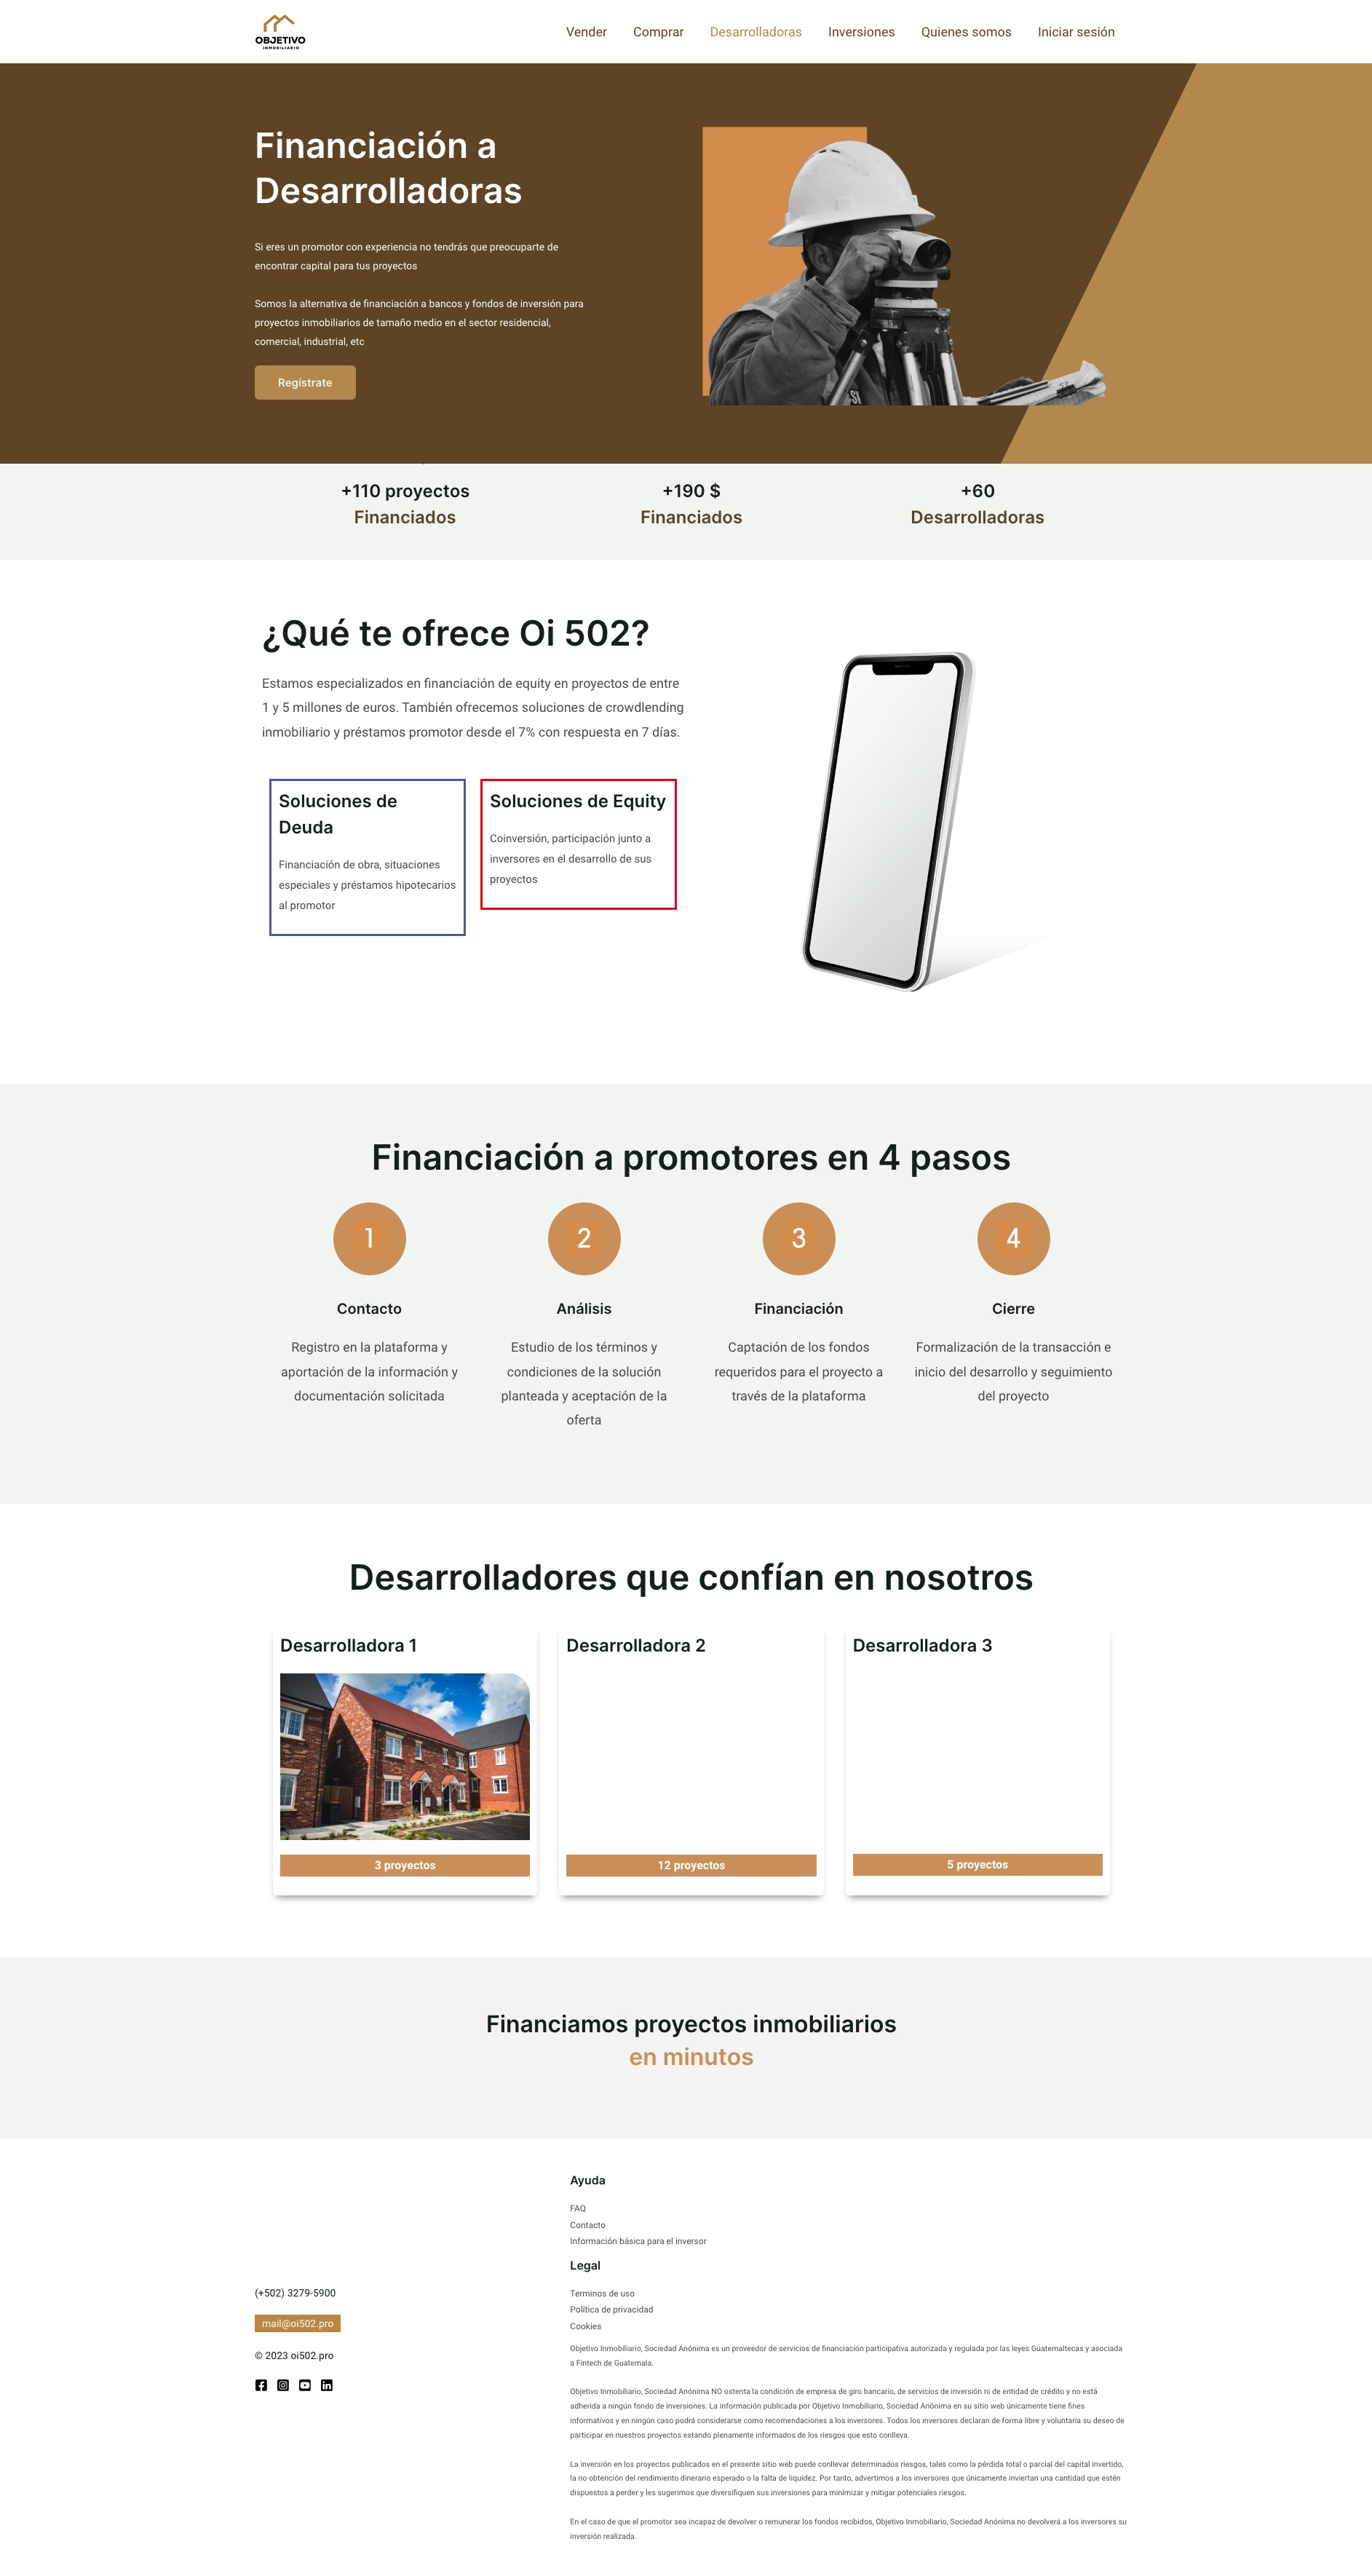 OBJETIVO
INMOBILIARIO
Vender
Comprar
Desarrolladoras
Inversiones
Quienes somos
Iniciar sesión
Financiación a
Desarrolladoras
Si eres un promotor con experiencia no tendrás que preocuparte de
encontrar capital para tus proyectos
Somos la alternativa de financiación a bancos y fondos de inversión para
proyectos inmobiliarios de tamaño medio en el sector residencial,
comercial, industrial, etc
Regístrate
+110 proyectos
Financiados
+190 $
Financiados
+60
Desarrolladoras
¿Qué te ofrece Oi 502?
Estamos especializados en financiación de equity en proyectos de entre
1 y 5 millones de euros. También ofrecemos soluciones de crowdlending
inmobiliario y préstamos promotor desde el 7% con respuesta en 7 días.
Soluciones de
Deuda
Financiación de obra, situaciones
especiales y préstamos hipotecarios
al promotor
Soluciones de Equity
Coinversión, participación junto a
inversores en el desarrollo de sus
proyectos
Financiación a promotores en 4 pasos
1
Contacto
Registro en la plataforma y
aportación de la información y
documentación solicitada
2
Análisis
Estudio de los términos y
condiciones de la solución
planteada y aceptación de la
oferta
3
Financiación
Captación de los fondos
requeridos para el proyecto a
través de la plataforma
4
Cierre
Formalización de la transacción e
inicio del desarrollo y seguimiento
del proyecto
Desarrolladores que confían en nosotros
Desarrolladora 1
3 proyectos
Desarrolladora 2
12 proyectos
Desarrolladora 3
5 proyectos
Financiamos proyectos inmobiliarios
en minutos
(+502) 3279-5900
mail@oi502.pro
© 2023 oi502.pro
Ayuda
FAQ
Contacto
Información básica para el inversor
Legal
Terminos de uso
Política de privacidad
Cookies
Objetivo Inmobiliario, Sociedad Anónima es un proveedor de servicios de financiación participativa autorizada y regulada por las leyes Guatemaltecas y asociada
a Fintech de Guatemala.
Objetivo Inmobiliario, Sociedad Anónima NO ostenta la condición de empresa de giro bancario, de servicios de inversión ni de entidad de crédito y no está
adherida a ningún fondo de inversiones. La información publicada por Objetivo Inmobiliario, Sociedad Anónima en su sitio web únicamente tiene fines
informativos y en ningún caso podrá considerarse como recomendaciones a los inversores. Todos los inversores declaran de forma libre y voluntaria su deseo de
participar en nuestros proyectos estando plenamente informados de los riesgos que esto conlleva.
La inversión en los proyectos publicados en el presente sitio web puede conllevar determinados riesgos, tales como la pérdida total o parcial del capital invertido,
la no obtención del rendimiento dinerario esperado o la falta de liquidez. Por tanto, advertimos a los inversores que únicamente inviertan una cantidad que estén
dispuestos a perder y les sugerimos que diversifiquen sus inversiones para minimizar y mitigar potenciales riesgos.
En el caso de que el promotor sea incapaz de devolver o remunerar los fondos recibidos, Objetivo Inmobiliario, Sociedad Anónima no devolverá a los inversores su
inversión realizada.